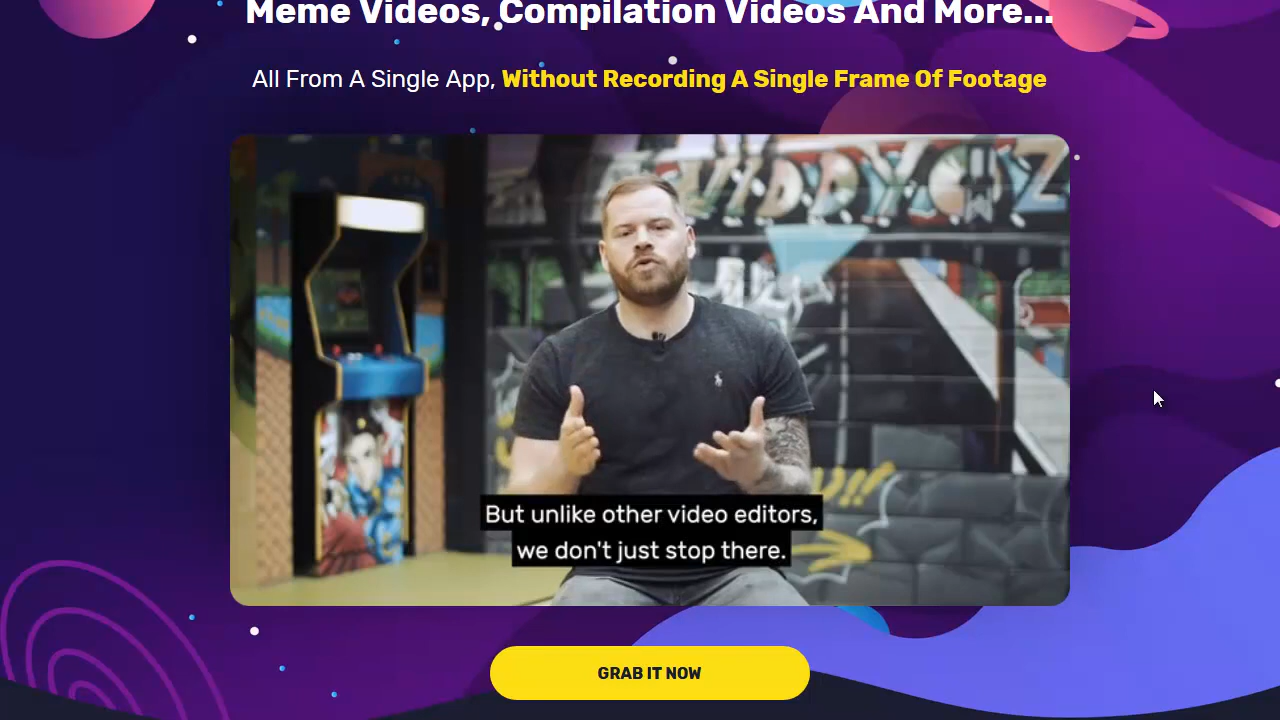 Meme Videos, Compilation Videos And More...
All From A Single App, Without Recording A Single Frame Of Footage
But unlike other video editors,
we don't just stop there.
GRAB IT NOW